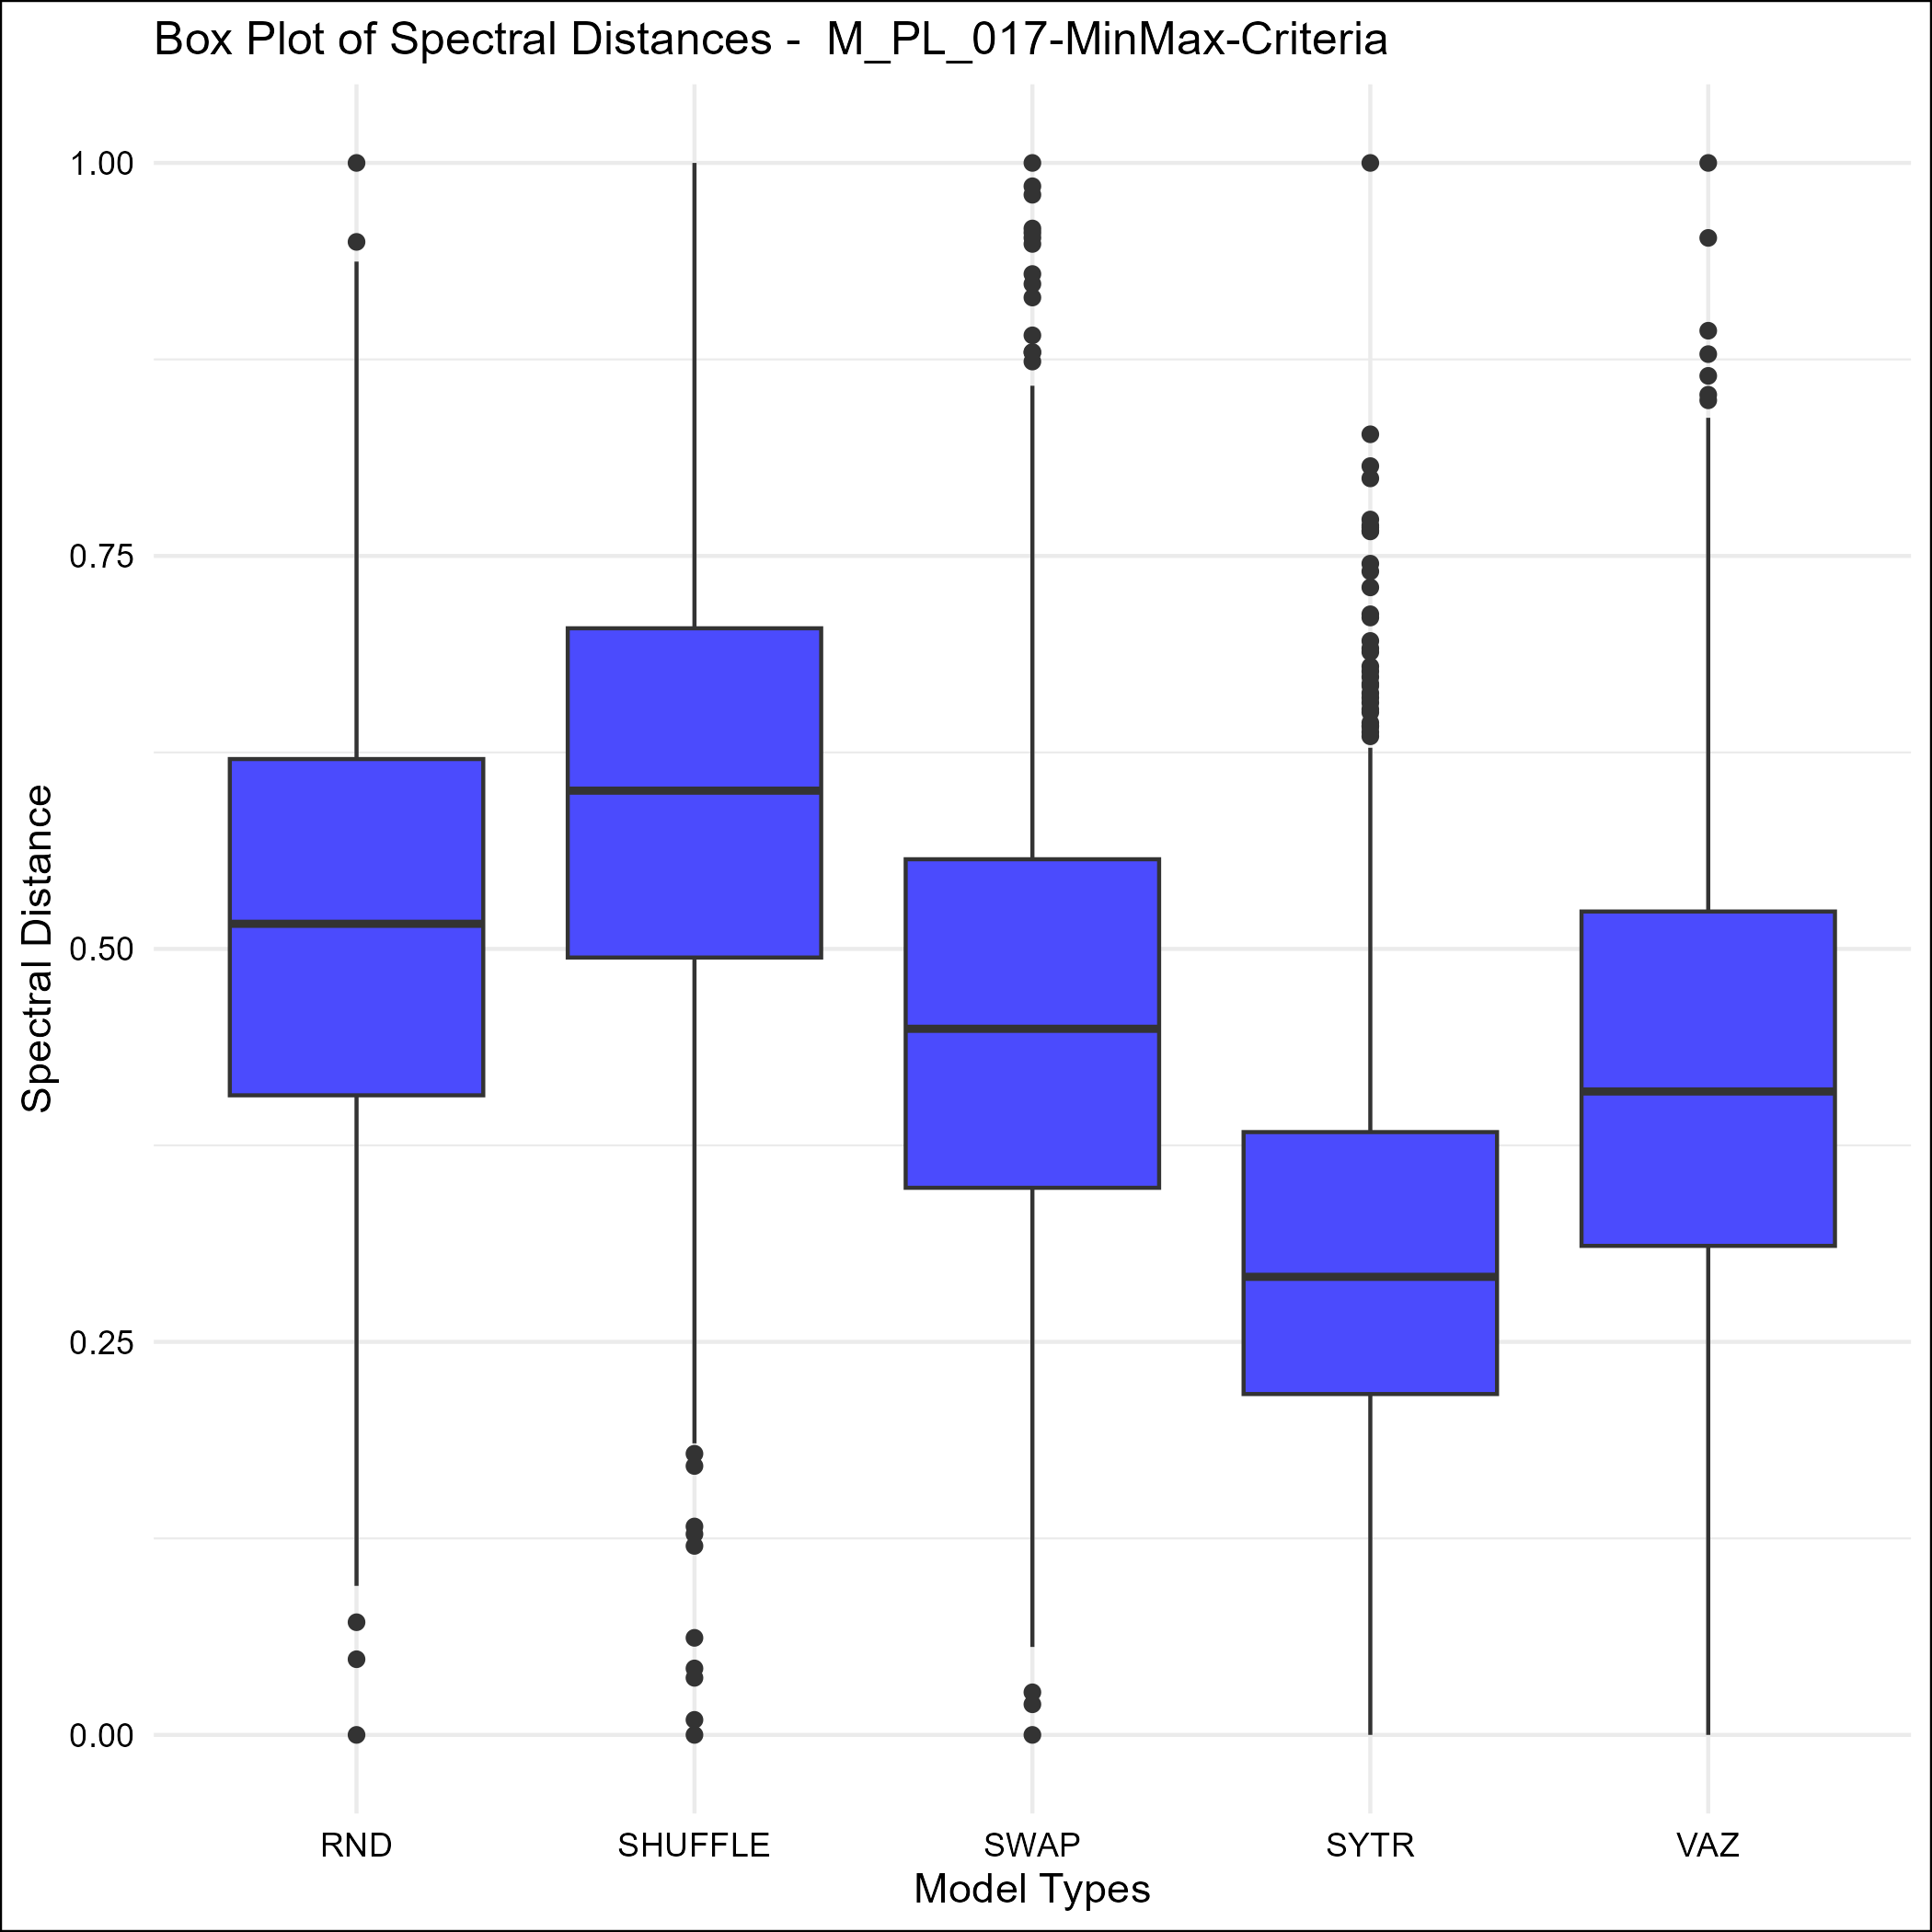 Box Plot of Spectral Distances -  M_PL_017-MinMax-Criteria
1.00
0.75
0.50
0.25
0.00
Spectral Distance
RND SHUFFLE SWAP SYTR VAZ
Model Types